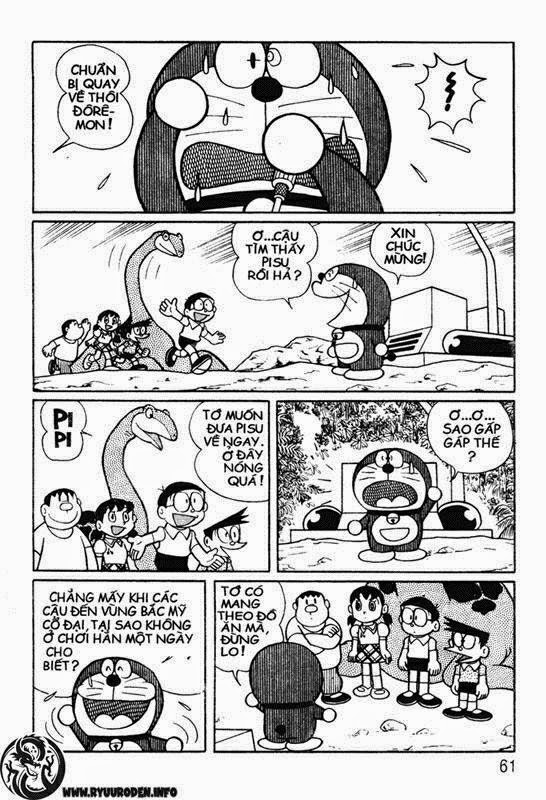 CHUẨN
BỊ QUAY
VỀ THÔI
ĐÔRÊ-
MON!
Ơ...CẬU
TÌM THẤY
PISU
RỒI HẢ?
XIN
CHÚC
MỪNG!
PI
PI
TỚ MUỐN
ĐƯA PISU
VỀ NGAY.
Ở ĐÂY
NÓNG
QUÁ!
Ơ...Ơ...
SAO GẤP
GÁP THẾ
?
CHẲNG MẤY KHI CÁC
CẬU ĐẾN VÙNG BẮC MỸ
CỔ ĐẠI, TẠI SAO KHÔNG
Ở CHƠI HẲN MỘT NGÀY
CHO
BIẾT?
TỚ CÓ
MANG
THEO ĐỒ
ĂN MÀ,
ĐỪNG
LO!
61
WWW.RYUURODEN.INFO